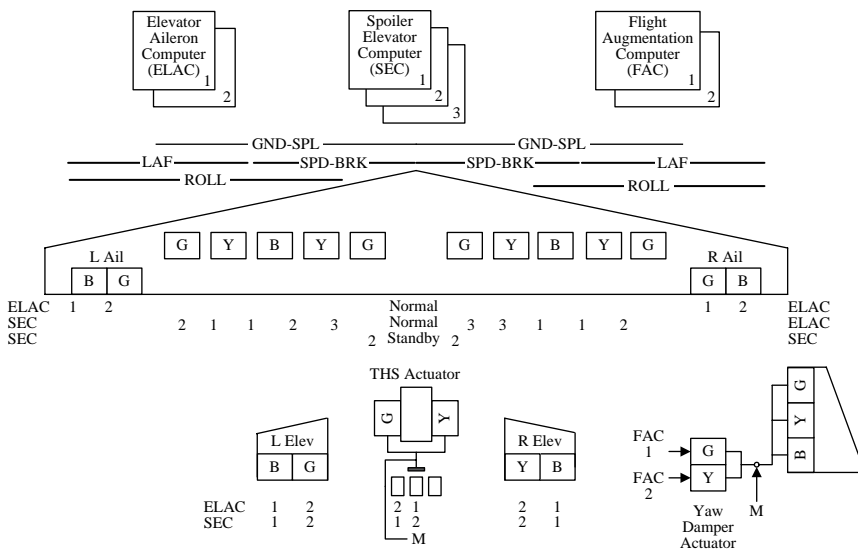 Elevator
Aileron
Computer
(ELAC)
1
2
Spoiler
Elevator
Computer
(SEC)
1
2
3
Flight
Augmentation
Computer
(FAC)
1
2
GND-SPL GND-SPL
LAF SPD-BRK SPD-BRK LAF
ROLL ROLL
G Y B Y G G Y B Y G
L Ail R Ail
B G G B
ELAC 1 2 Normal 1 2 ELAC
SEC 2 1 1 2 3 Normal 3 3 1 1 2 ELAC
SEC 2 Standby 2 SEC
THS Actuator
G Y
L Elev
B G
R Elev
Y B
ELAC 1 2 2 1 2 1
SEC 1 2 1 2 2 1
M
FAC
1
FAC
2
G
Y
G
Y
B
M
Yaw
Damper
Actuator